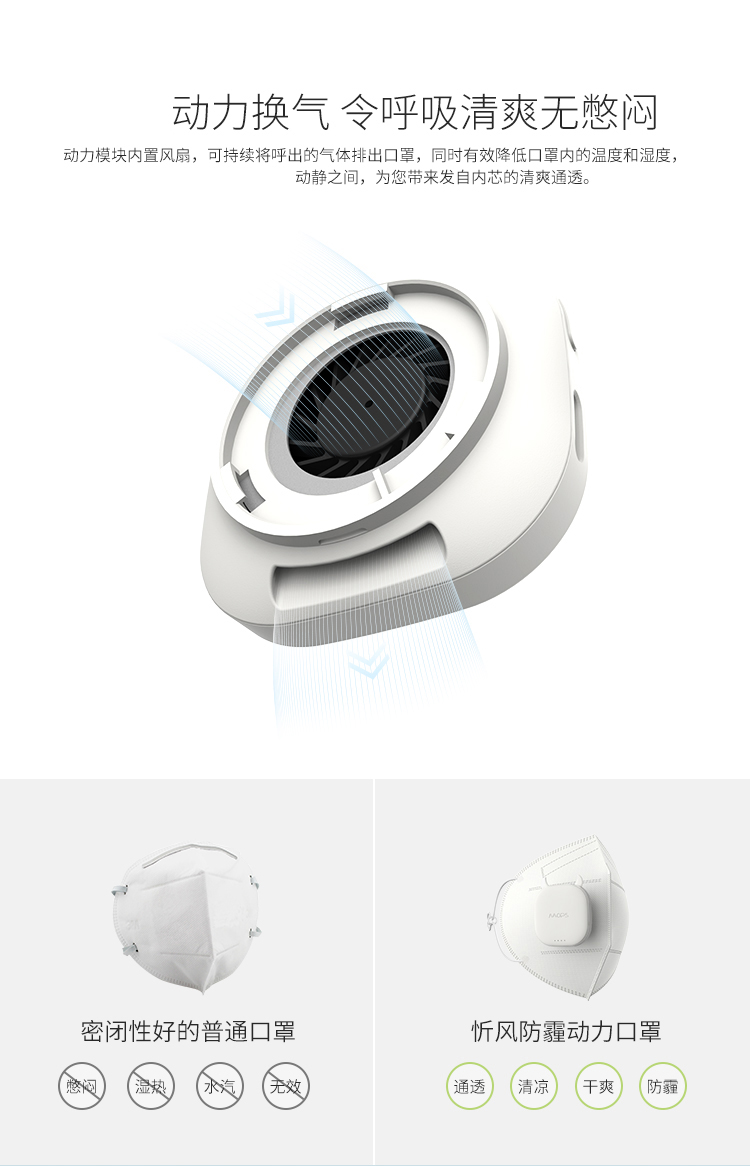 动力换气 令呼吸清爽无憋闷
动力模块内置风扇，可持续将呼出的气体排出口罩，同时有效降低口罩内的温度和湿度，
动静之间，为您带来发自内芯的清爽通透。
密闭性好的普通口罩
忻风防霾动力口罩
憋闷 湿热 水汽 无效
通透 清凉 干爽 防霾